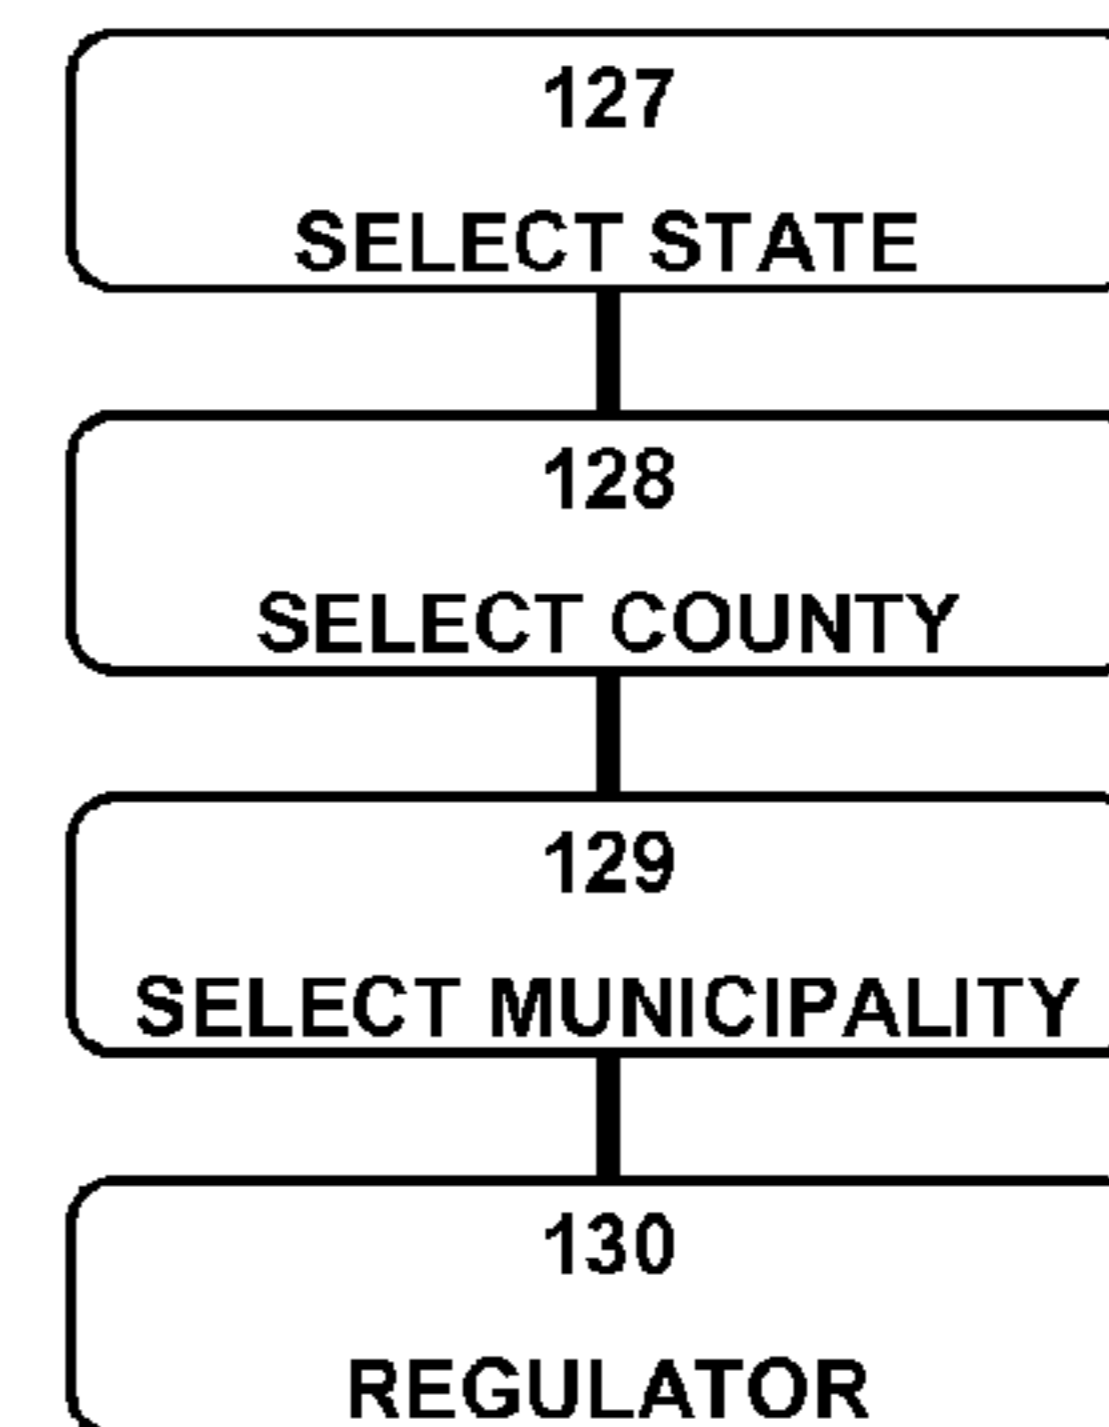 127
SELECT STATE
128
SELECT COUNTY
129
SELECT MUNICIPALITY
130
REGULATOR